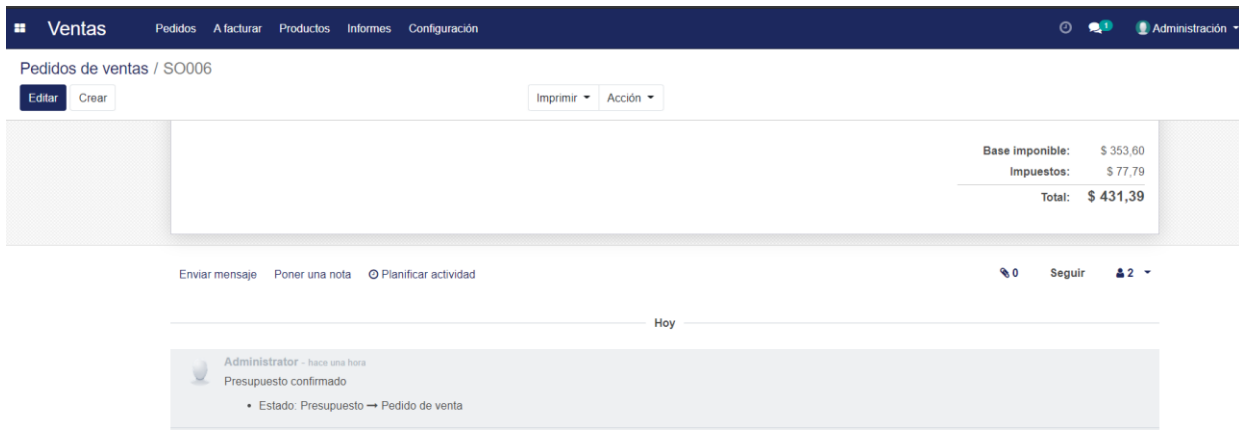 Ventas Pedidos A facturar Productos Informes Configuración 1 Administración
Pedidos de ventas / SO006
Editar Crear Imprimir Acción
Base imponible: $ 353,60
Impuestos: $ 77,79
Total: $ 431,39
Enviar mensaje Poner una nota Planificar actividad 0 Seguir 2
Hoy
Administrator - hace una hora
Presupuesto confirmado
• Estado: Presupuesto → Pedido de venta